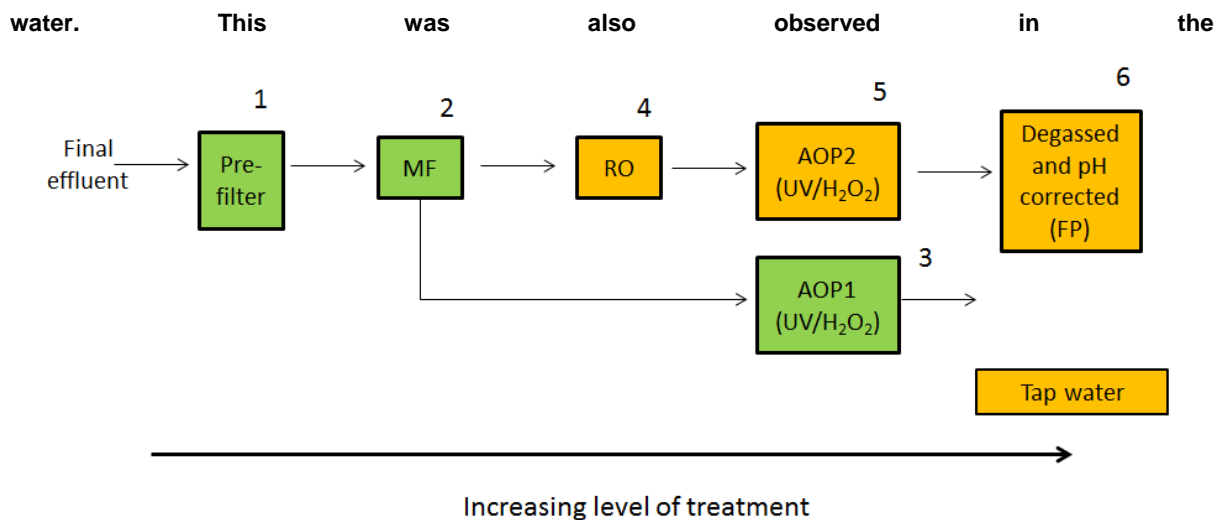 water. This was also observed in the
1
2
4
5
6
Final
effluent
Pre-
filter
MF
RO
AOP2
(UV/H₂O₂)
Degassed
and pH
corrected
(FP)
3
AOP1
(UV/H₂O₂)
Tap water
Increasing level of treatment